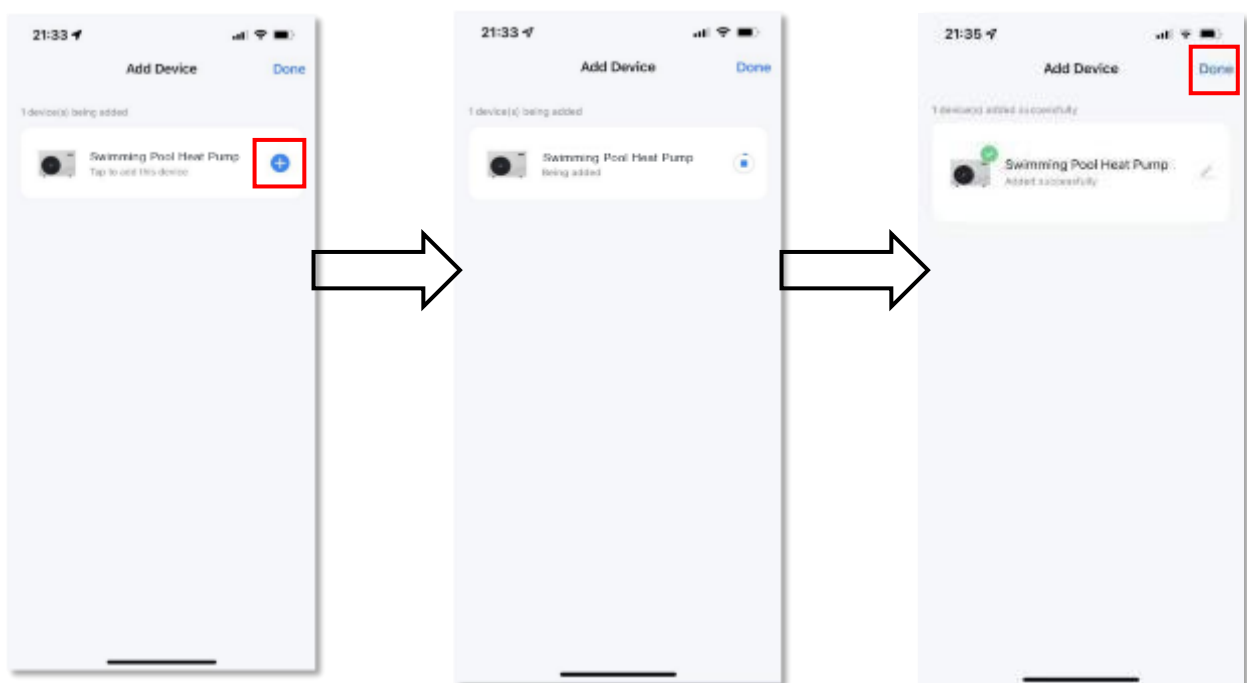 21:33
Add Device
Done
1 device(s) being added
Swimming Pool Heat Pump
Tap to add this device
21:33
Add Device
Done
1 device(s) being added
Swimming Pool Heat Pump
Being added
21:35
Add Device
Done
1 device(s) added successfully
Swimming Pool Heat Pump
Added successfully